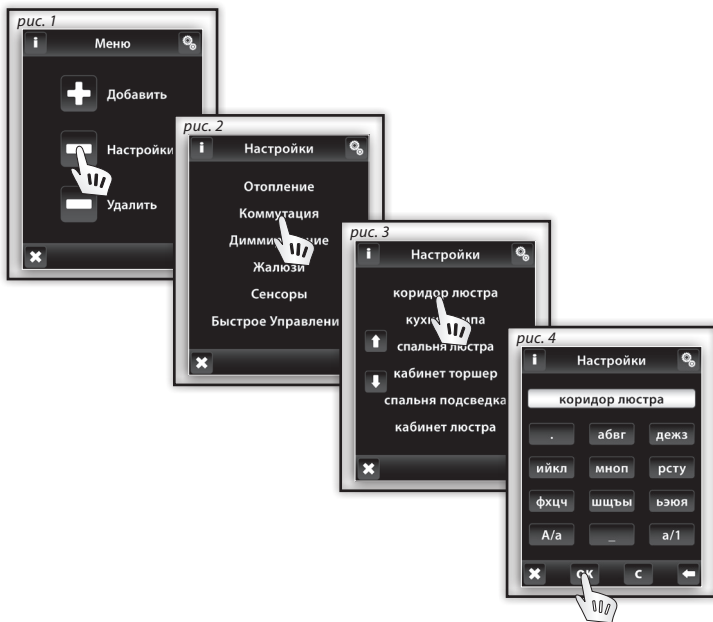 рис. 1
i Меню
Добавить
Настройки
Удалить
рис. 2
i Настройки
Отопление
Коммутация
Жалюзи
Сенсоры
Быстрое Управлени
рис. 3
i Настройки
коридор люстра
спальня люстра
кабинет торшер
спальня подсведка
кабинет люстра
рис. 4
i Настройки
коридор люстра
. абвг дежз
ийкл мноп рсту
фхцч шщъы ьэюя
А/а _ а/1
ОК С